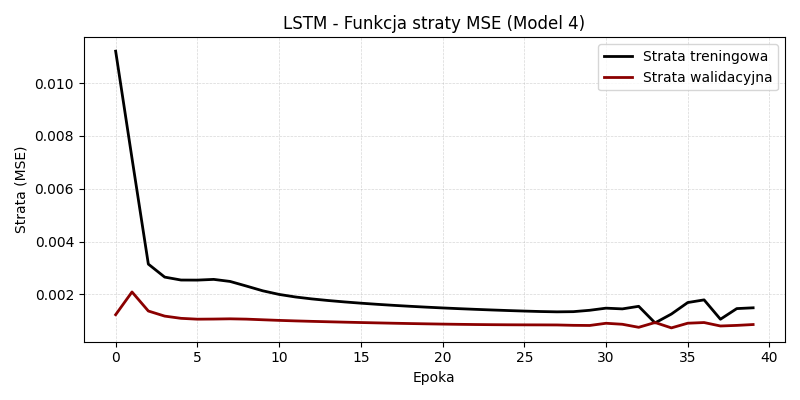 LSTM - Funkcja straty MSE (Model 4)
Strata treningowa
Strata walidacyjna
0.010
0.008
0.006
0.004
0.002
Strata (MSE)
0 5 10 15 20 25 30 35 40
Epoka